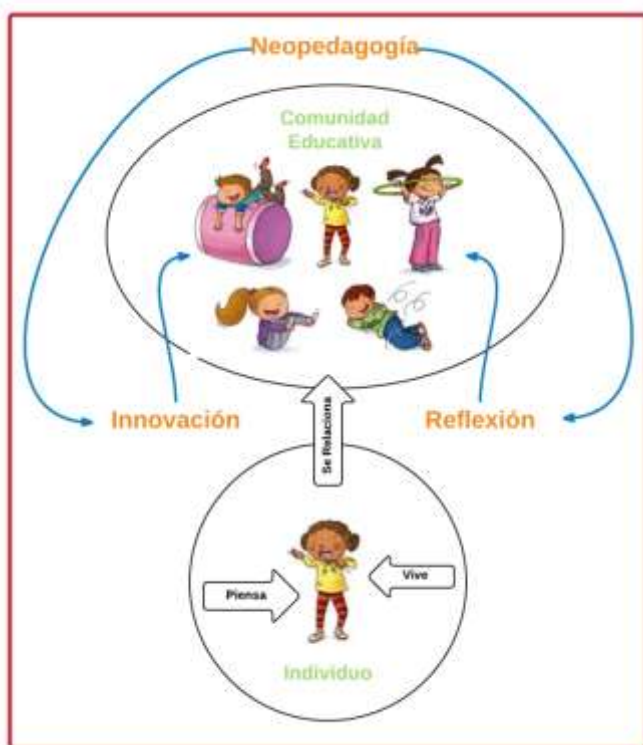 Neopedagogía
Comunidad
Educativa
Innovación
Reflexión
Se Relaciona
Piensa
Vive
Individuo